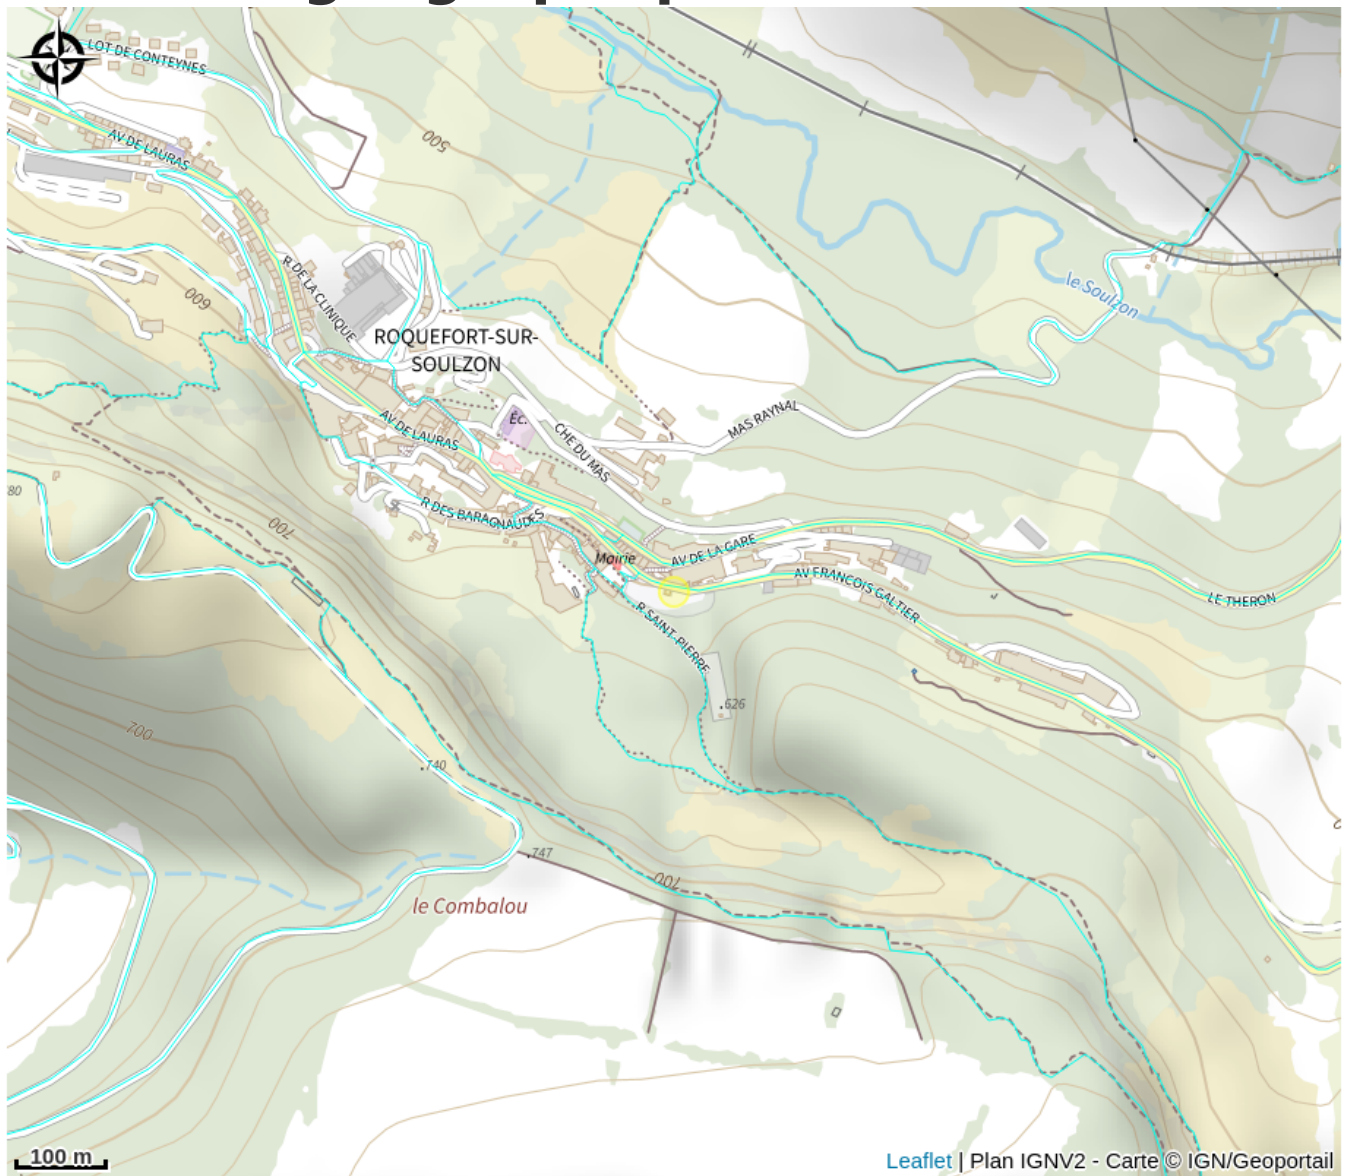 LOT DE CONTEYNES
AV DE LAURAS
500
R DE LA CLINIQUE
600
le Soulzon
ROQUEFORT-SUR-
SOULZON
Éc.
AV DE LAURAS
CHE DU MAS
MAS RAYNAL
80
R DES BARAGNAUDES
700
Mairie
AV DE LA GARE
AV FRANCOIS GALTIER
LE THERON
R SAINT-PIERRE
626
700
740
747
700
le Combalou
100 m
Leaflet | Plan IGNV2 - Carte © IGN/Geoportail